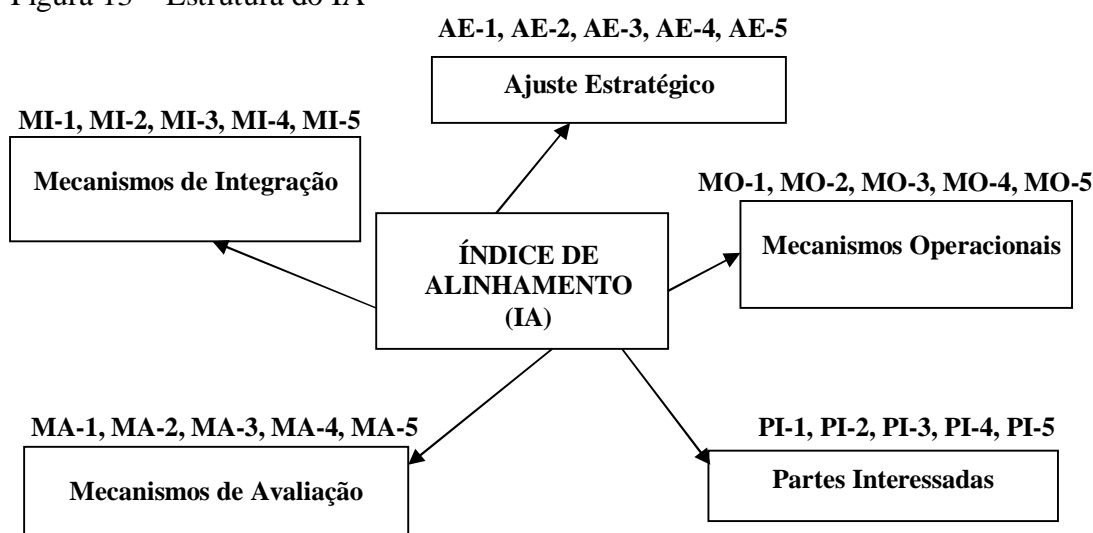 Figura 13 – Estrutura do IA
AE-1, AE-2, AE-3, AE-4, AE-5
Ajuste Estratégico
MI-1, MI-2, MI-3, MI-4, MI-5
Mecanismos de Integração
MO-1, MO-2, MO-3, MO-4, MO-5
Mecanismos Operacionais
ÍNDICE DE
ALINHAMENTO
(IA)
MA-1, MA-2, MA-3, MA-4, MA-5
Mecanismos de Avaliação
PI-1, PI-2, PI-3, PI-4, PI-5
Partes Interessadas